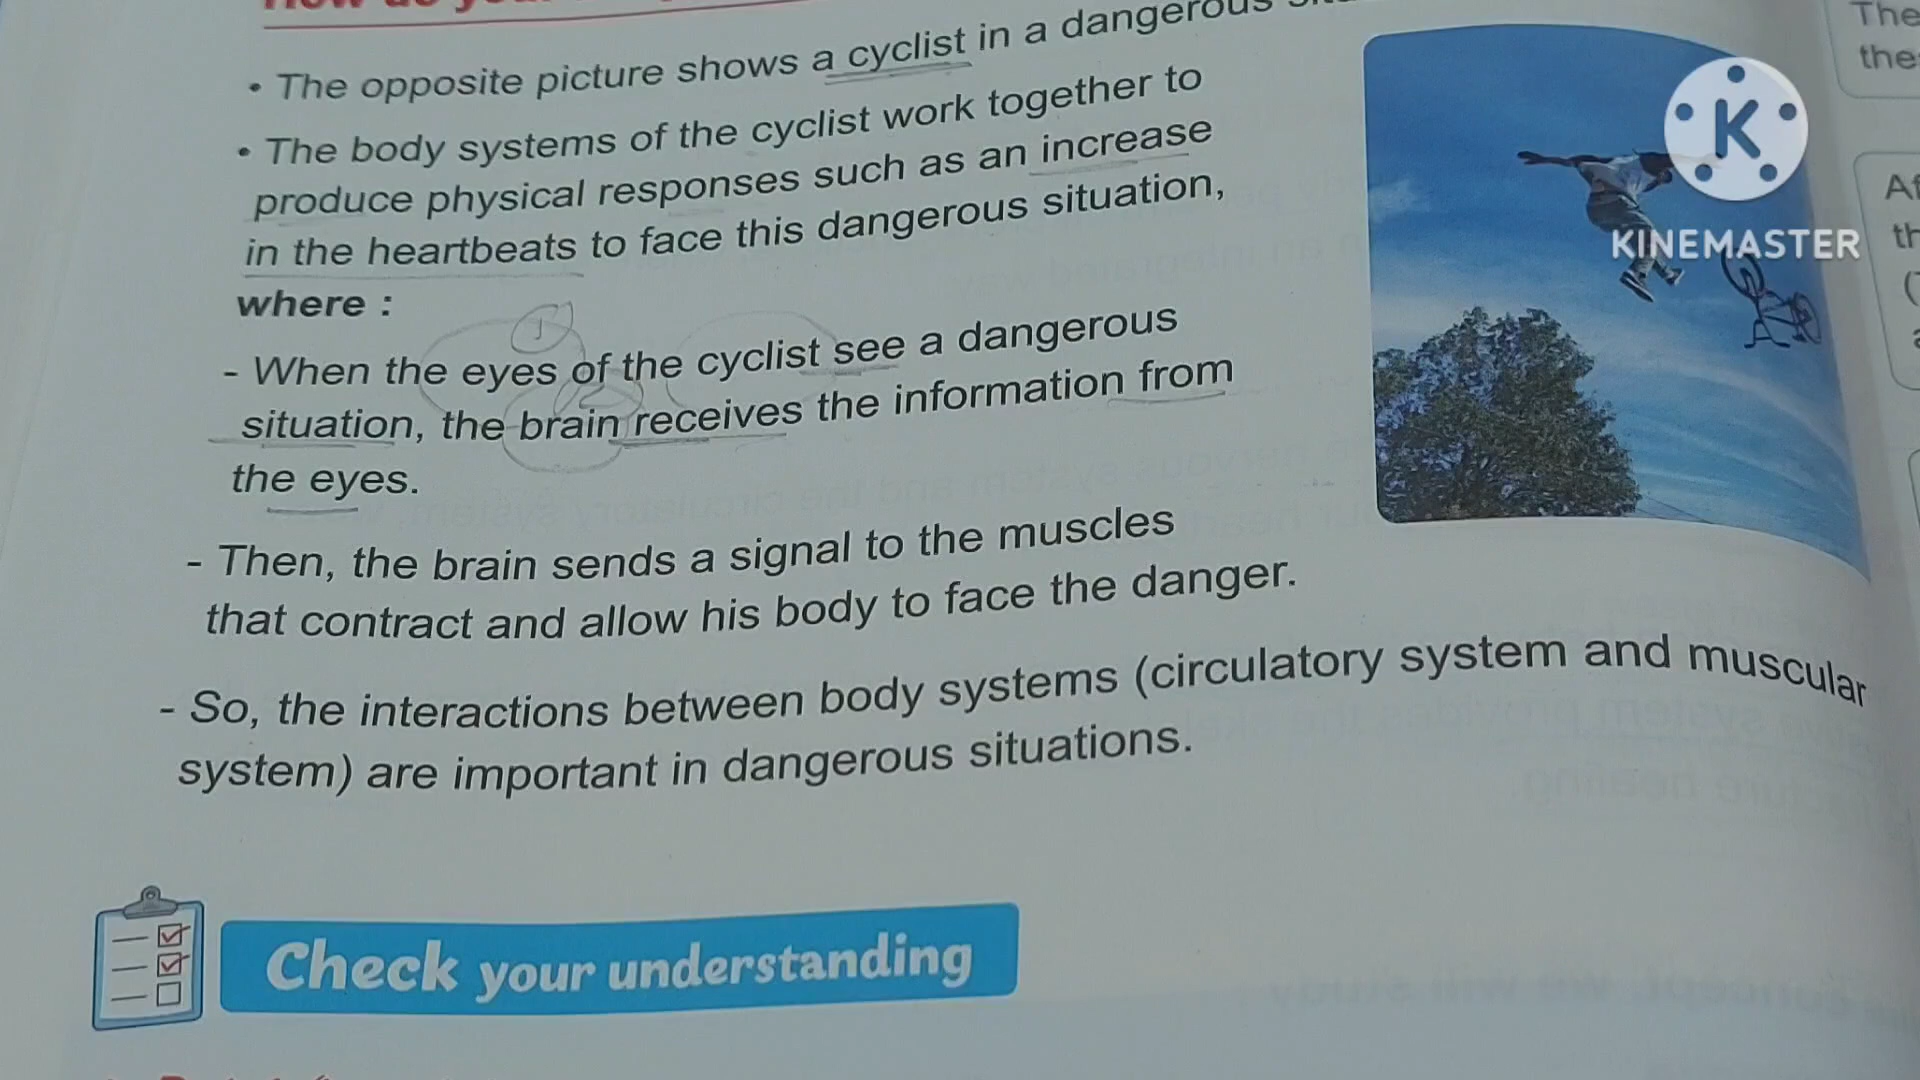 The opposite picture shows a cyclist in a dangerous
• The body systems of the cyclist work together to
produce physical responses such as an increase
in the heartbeats to face this dangerous situation,
where :
- When the eyes of the cyclist see a dangerous
situation, the brain receives the information from
the eyes.
- Then, the brain sends a signal to the muscles
that contract and allow his body to face the danger.
- So, the interactions between body systems (circulatory system and muscular
system) are important in dangerous situations.
Check your understanding
K
KINEMASTER
The
the